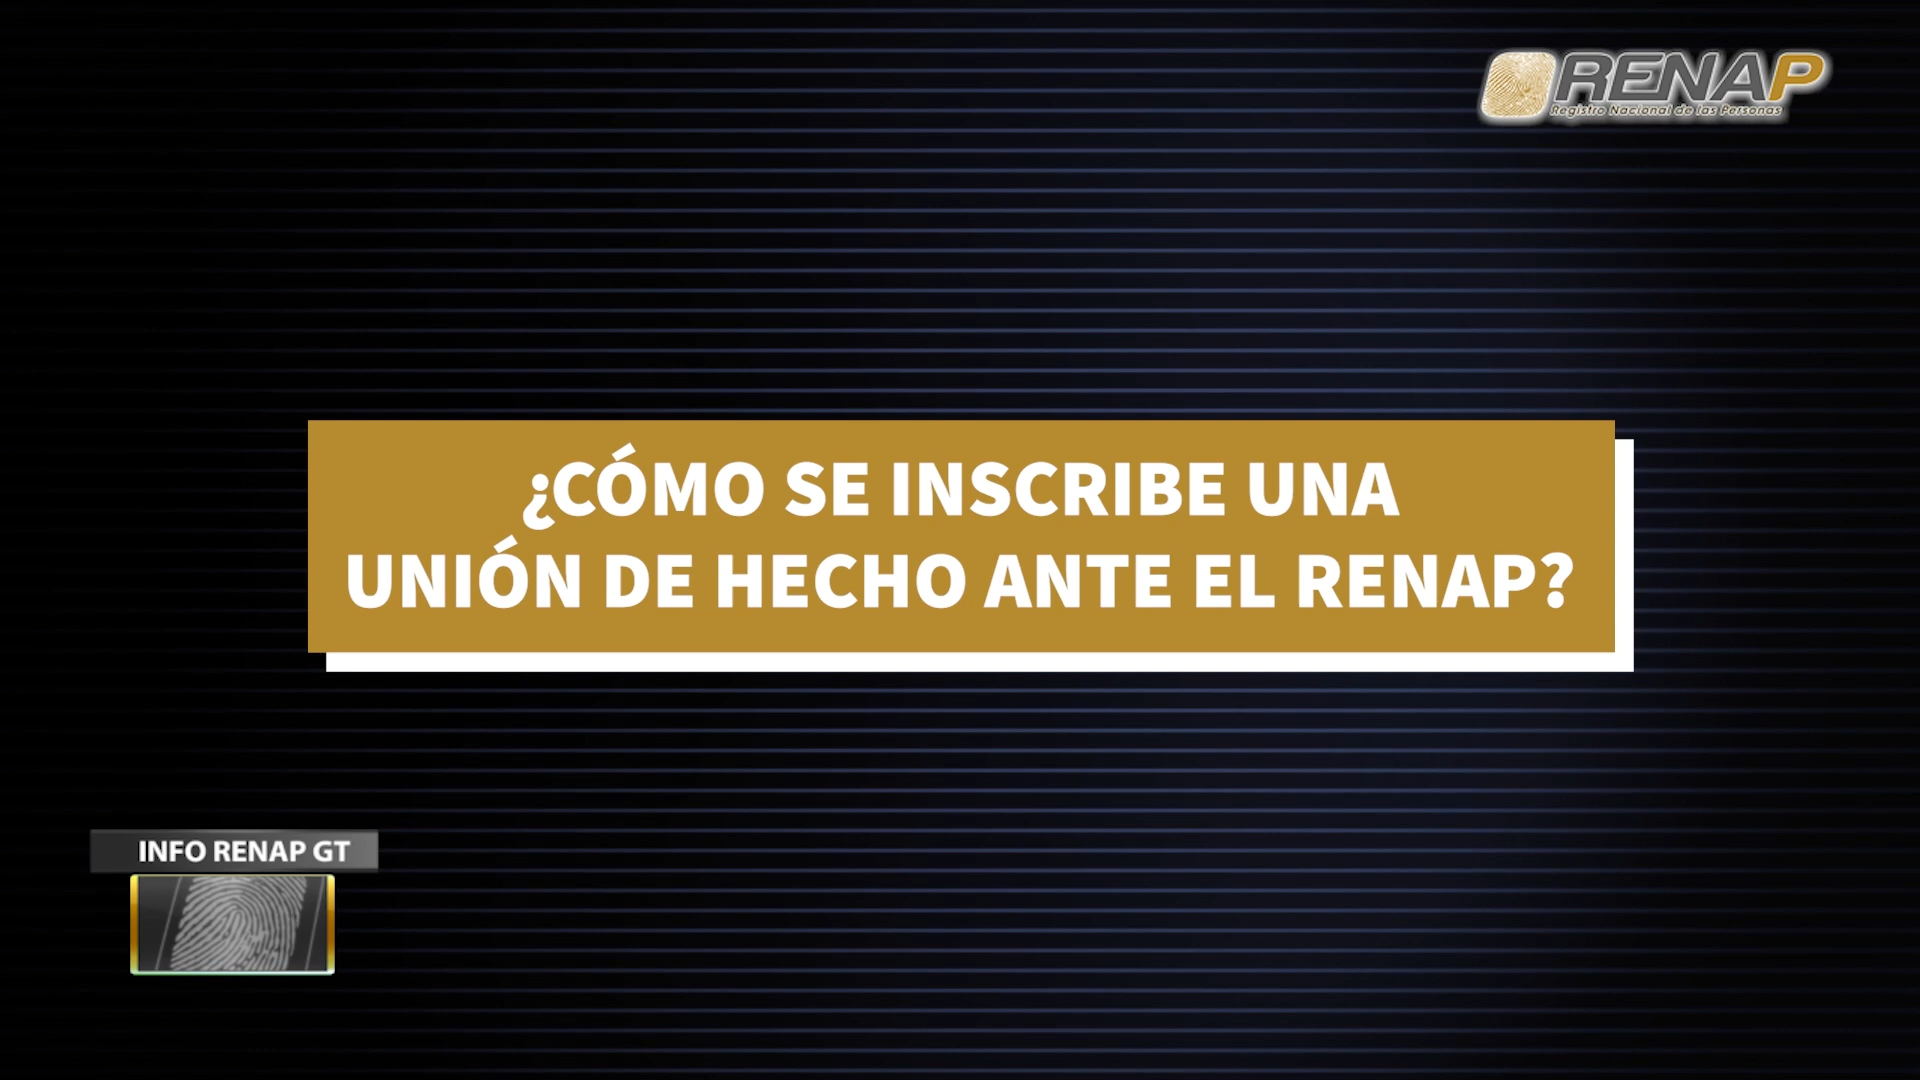 RENAP
Registro Nacional de las Personas
¿CÓMO SE INSCRIBE UNA
UNIÓN DE HECHO ANTE EL RENAP?
INFO RENAP GT